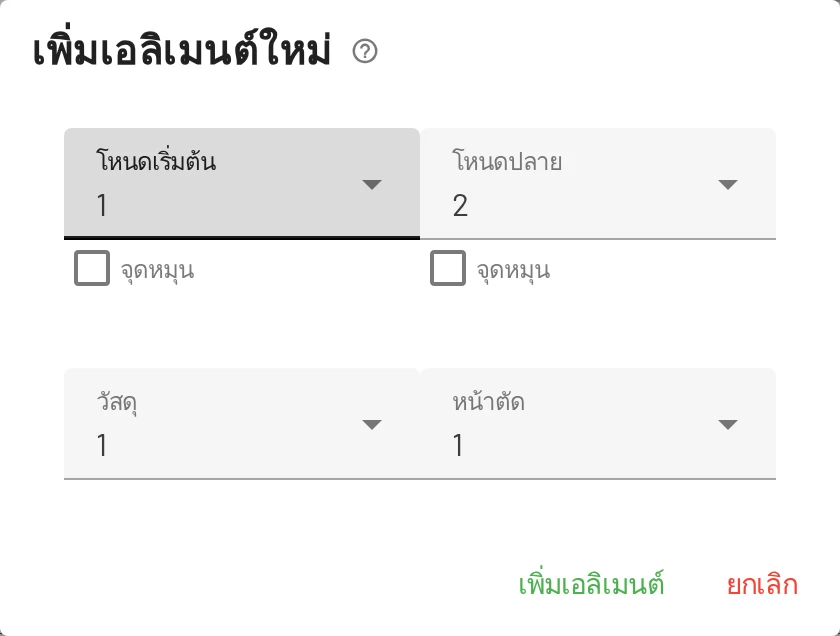 เพิ่มเอลิเมนต์ใหม่ ?
โหนดเริ่มต้น
1
โหนดปลาย
2
จุดหมุน
จุดหมุน
วัสดุ
1
หน้าตัด
1
เพิ่มเอลิเมนต์
ยกเลิก